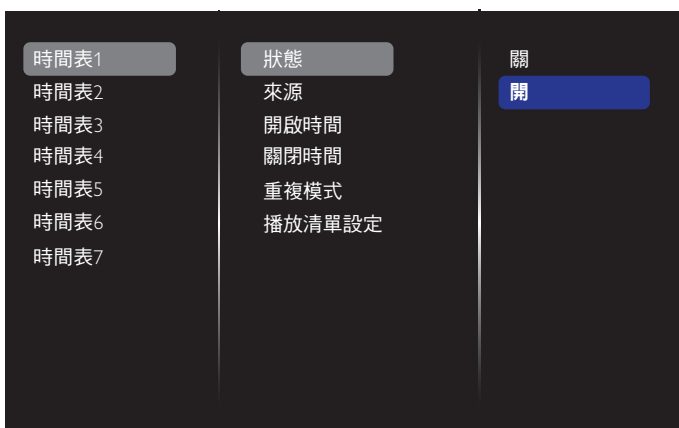 時間表1
時間表2
時間表3
時間表4
時間表5
時間表6
時間表7
狀態
來源
開啟時間
關閉時間
重複模式
播放清單設定
關
開